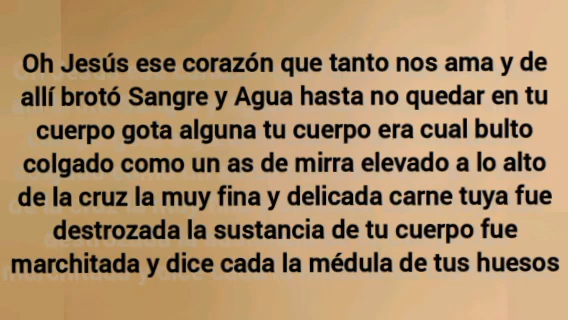 Oh Jesús ese corazón que tanto nos ama y de
allí brotó Sangre y Agua hasta no quedar en tu
cuerpo gota alguna tu cuerpo era cual bulto
colgado como un as de mirra elevado a lo alto
de la cruz la muy fina y delicada carne tuya fue
destrozada la sustancia de tu cuerpo fue
marchitada y dice cada la médula de tus huesos